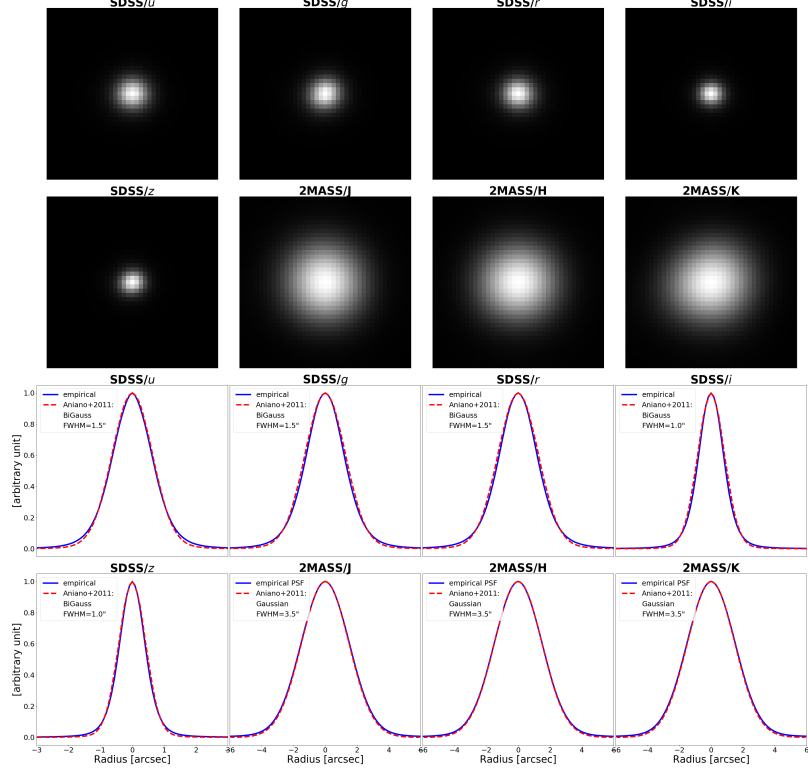 SDSS/u SDSS/g SDSS/r SDSS/i
SDSS/z 2MASS/J 2MASS/H 2MASS/K
SDSS/u SDSS/g SDSS/r SDSS/i
[arbitrary unit]
1.0
0.8
0.6
0.4
0.2
0.0
empirical
Aniano+2011:
BiGauss
FWHM=1.5"
empirical
Aniano+2011:
BiGauss
FWHM=1.5"
empirical
Aniano+2011:
BiGauss
FWHM=1.5"
empirical
Aniano+2011:
BiGauss
FWHM=1.0"
SDSS/z 2MASS/J 2MASS/H 2MASS/K
[arbitrary unit]
1.0
0.8
0.6
0.4
0.2
0.0
empirical
Aniano+2011:
BiGauss
FWHM=1.0"
empirical PSF
Aniano+2011:
Gaussian
FWHM=3.5"
empirical PSF
Aniano+2011:
Gaussian
FWHM=3.5"
empirical PSF
Aniano+2011:
Gaussian
FWHM=3.5"
−3 −2 −1 0 1 2 −4 −2 0 2 4 −4 −2 0 2 4 −4 −2 0 2 4 6
Radius [arcsec] Radius [arcsec] Radius [arcsec] Radius [arcsec]